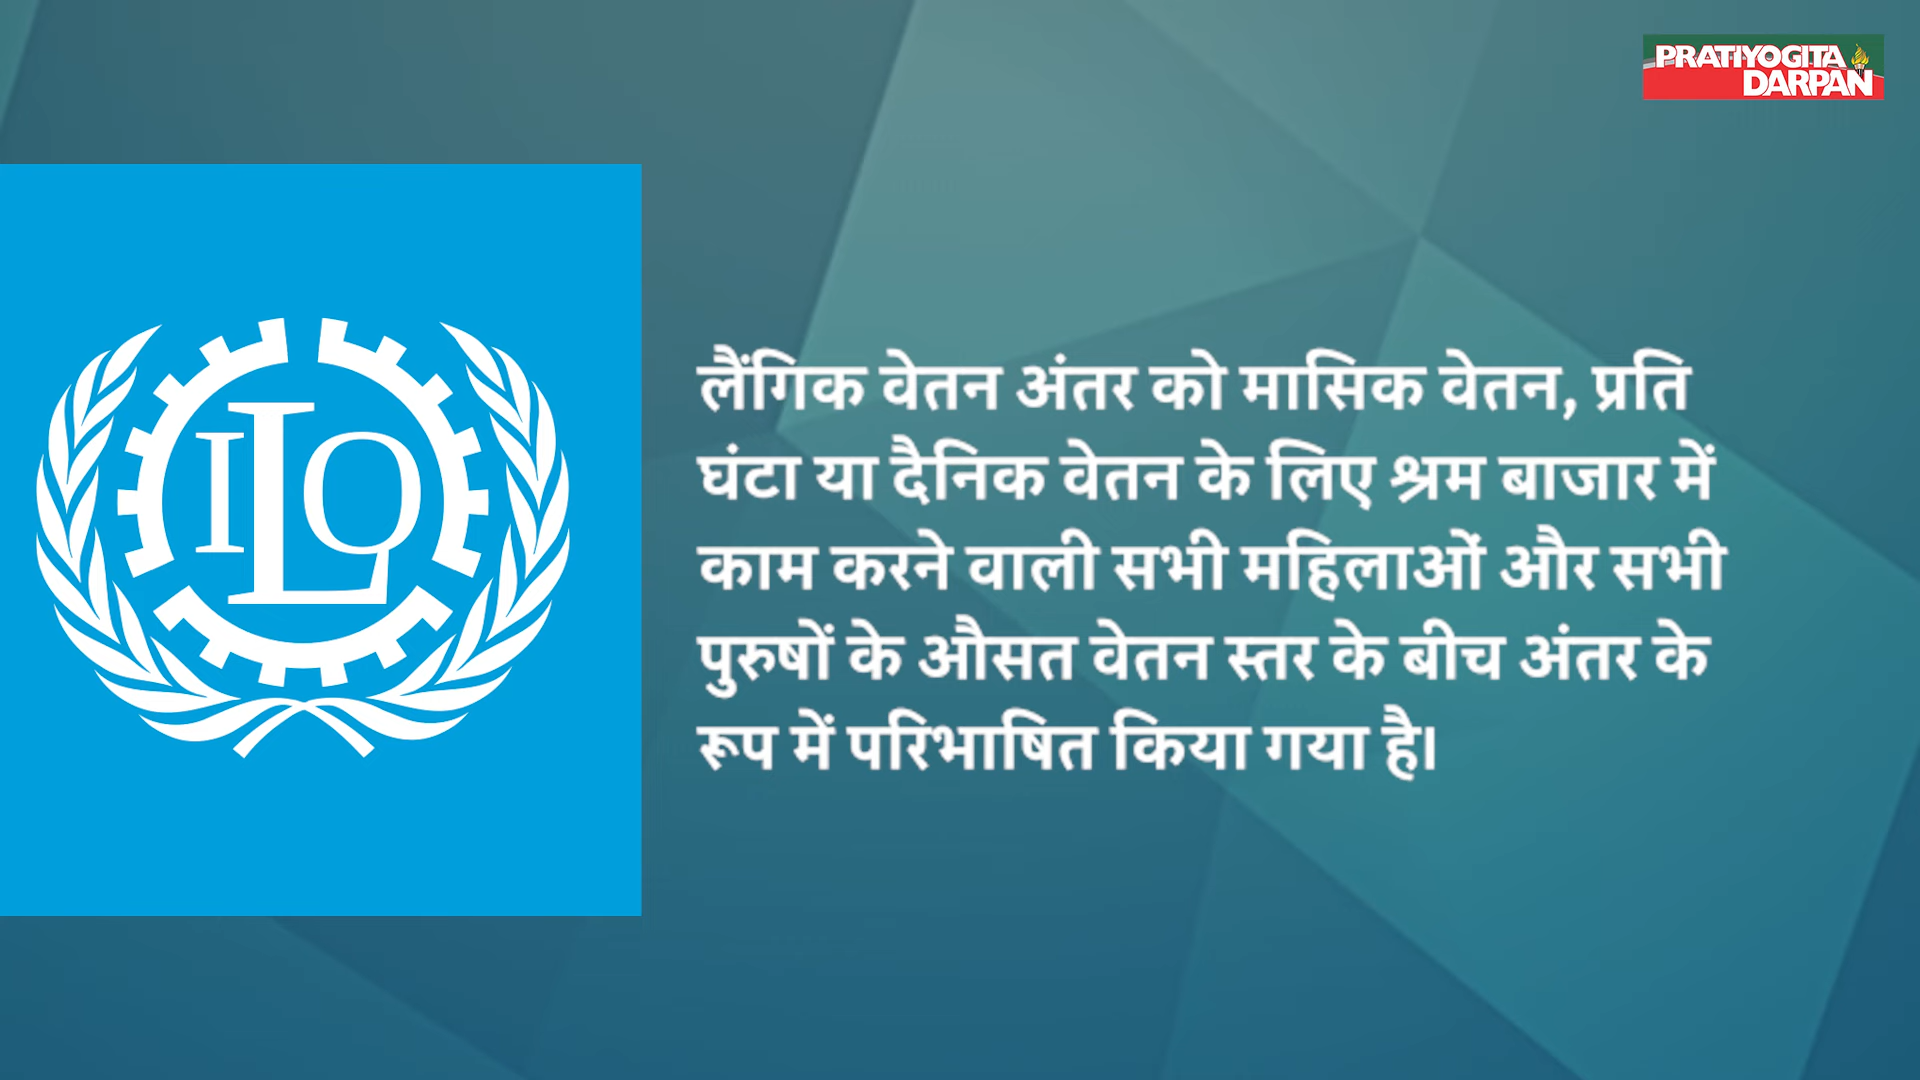 PRATIYOGITA
DARPAN
ILO
लैंगिक वेतन अंतर को मासिक वेतन, प्रति
घंटा या दैनिक वेतन के लिए श्रम बाजार में
काम करने वाली सभी महिलाओं और सभी
पुरुषों के औसत वेतन स्तर के बीच अंतर के
रूप में परिभाषित किया गया है।